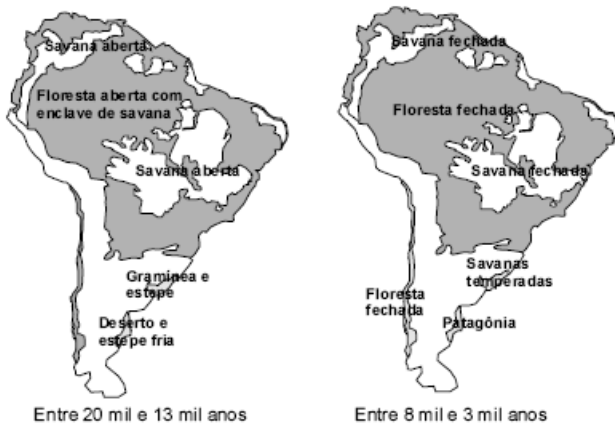 Savana aberta
Floresta aberta com
enclave de savana
Savana aberta
Gramínea e
estepe
Deserto e
estepe fria
Entre 20 mil e 13 mil anos
Savana fechada
Floresta fechada
Savana fechada
Savanas
temperadas
Floresta
fechada
Patagônia
Entre 8 mil e 3 mil anos